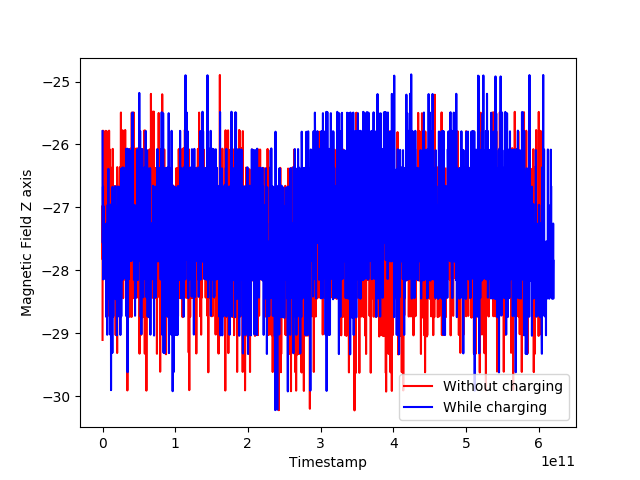 −25
−26
−27
−28
−29
−30
Magnetic Field Z axis
0
1
2
3
4
5
6
1e11
Timestamp
Without charging
While charging